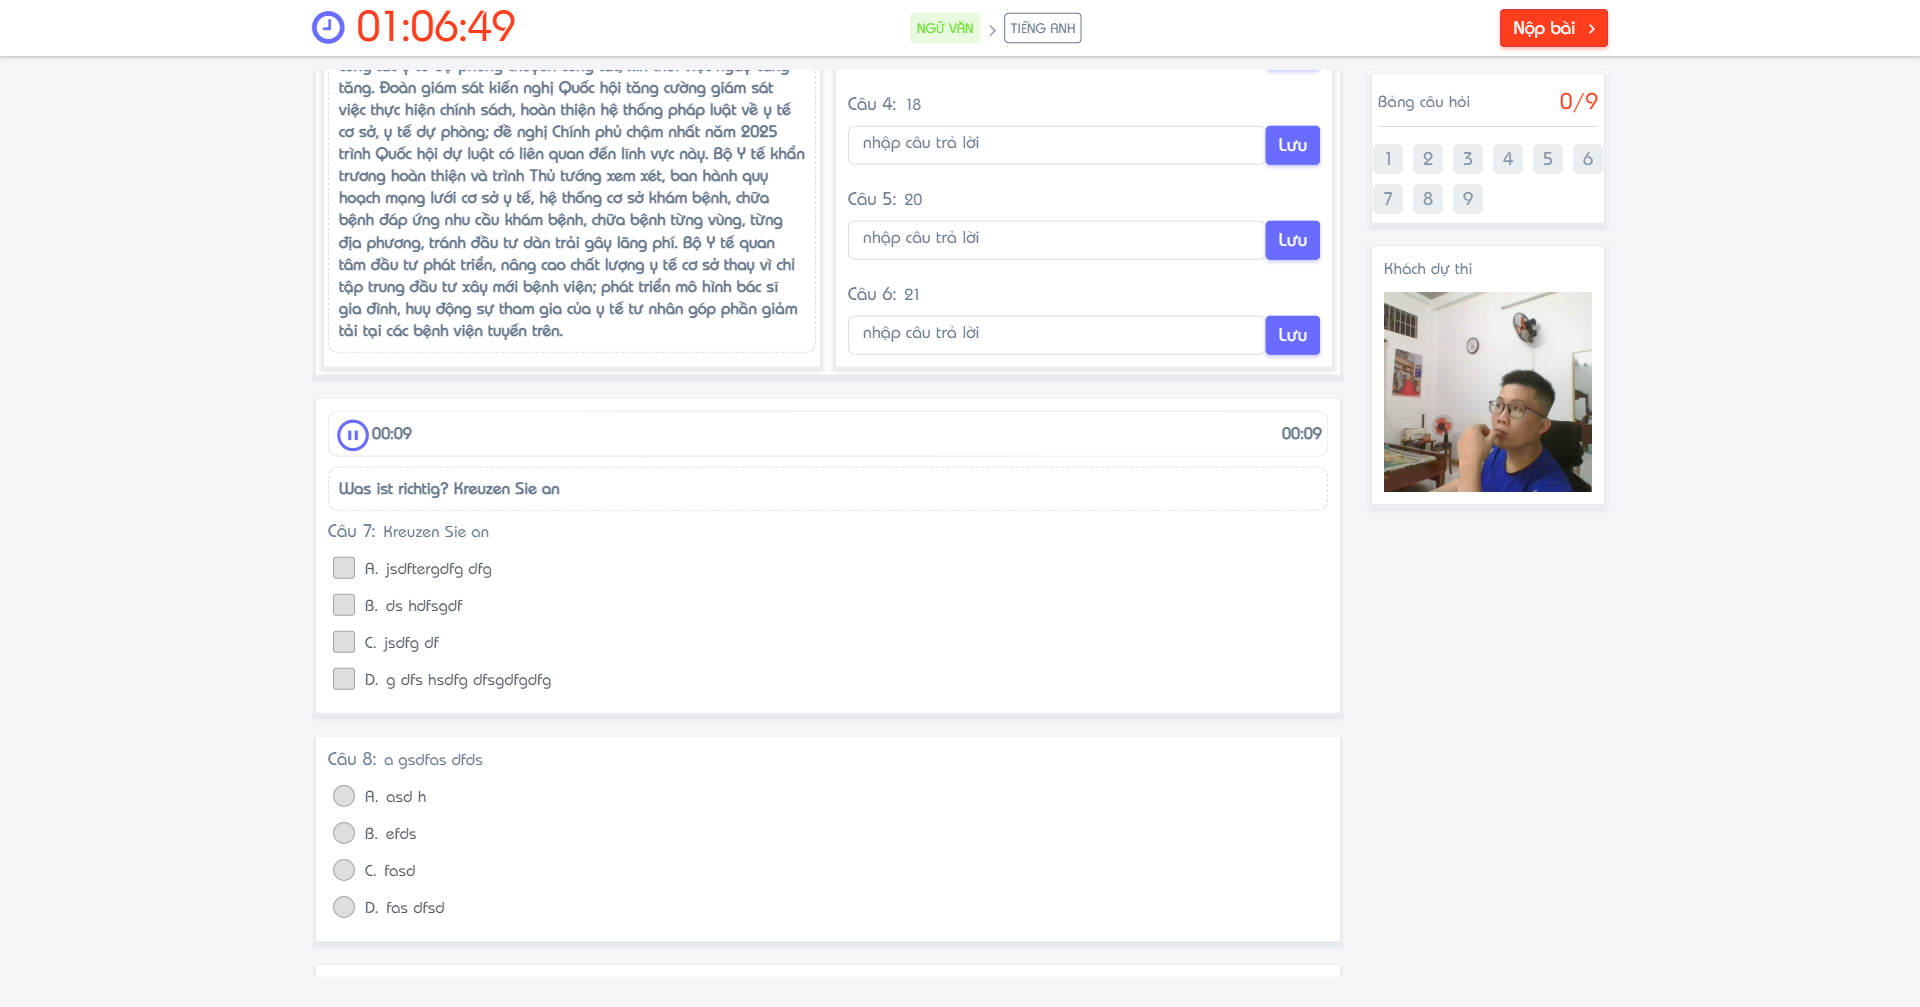 01:06:49
NGỮ VĂN
TIẾNG ANH
Nộp bài
tăng. Đoàn giám sát kiến nghị Quốc hội tăng cường giám sát
việc thực hiện chính sách, hoàn thiện hệ thống pháp luật về y tế
cơ sở, y tế dự phòng; đề nghị Chính phủ chậm nhất năm 2025
trình Quốc hội dự luật có liên quan đến lĩnh vực này. Bộ Y tế khẩn
trương hoàn thiện và trình Thủ tướng xem xét, ban hành quy
hoạch mạng lưới cơ sở y tế, hệ thống cơ sở khám bệnh, chữa
bệnh đáp ứng nhu cầu khám bệnh, chữa bệnh từng vùng, từng
địa phương, tránh đầu tư dàn trải gây lãng phí. Bộ Y tế quan
tâm đầu tư phát triển, nâng cao chất lượng y tế cơ sở thay vì chỉ
tập trung đầu tư xây mới bệnh viện; phát triển mô hình bác sĩ
gia đình, huy động sự tham gia của y tế tư nhân góp phần giảm
tải tại các bệnh viện tuyến trên.
Câu 4: 18
nhập câu trả lời
Lưu
Câu 5: 20
nhập câu trả lời
Lưu
Câu 6: 21
nhập câu trả lời
Lưu
00:09
00:09
Was ist richtig? Kreuzen Sie an
Câu 7: Kreuzen Sie an
A. jsdftergdfg dfg
B. ds hdfsgdf
C. jsdfg df
D. g dfs hsdfg dfsgdfgdfg
Câu 8: a gsdfas dfds
A. asd h
B. efds
C. fasd
D. fas dfsd
Bảng câu hỏi
0/9
1 2 3 4 5 6
7 8 9
Khách dự thi